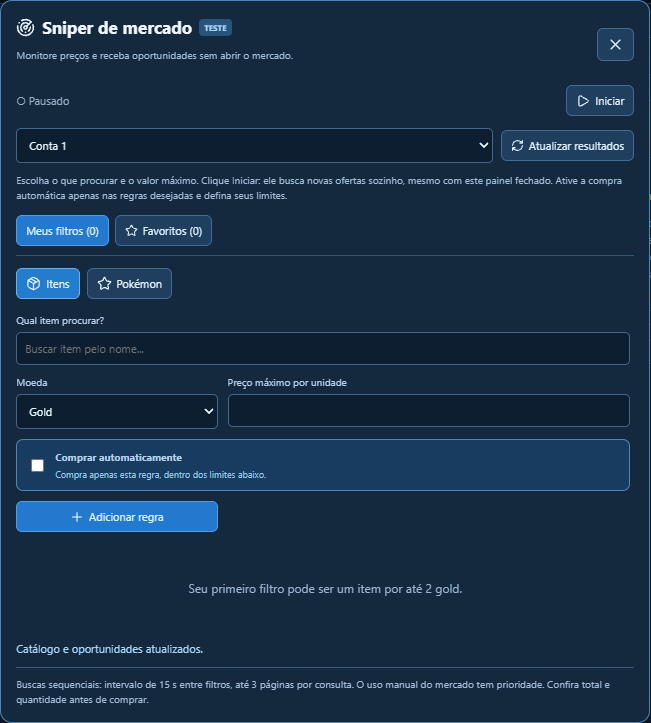 Sniper de mercado TESTE
Monitore preços e receba oportunidades sem abrir o mercado.
Pausado
Iniciar
Conta 1
Atualizar resultados
Escolha o que procurar e o valor máximo. Clique Iniciar: ele busca novas ofertas sozinho, mesmo com este painel fechado. Ative a compra
automática apenas nas regras desejadas e defina seus limites.
Meus filtros (0)
Favoritos (0)
Itens
Pokémon
Qual item procurar?
Buscar item pelo nome...
Moeda
Preço máximo por unidade
Gold
Comprar automaticamente
Compra apenas esta regra, dentro dos limites abaixo.
+ Adicionar regra
Seu primeiro filtro pode ser um item por até 2 gold.
Catálogo e oportunidades atualizados.
Buscas sequenciais: intervalo de 15 s entre filtros, até 3 páginas por consulta. O uso manual do mercado tem prioridade. Confira total e
quantidade antes de comprar.